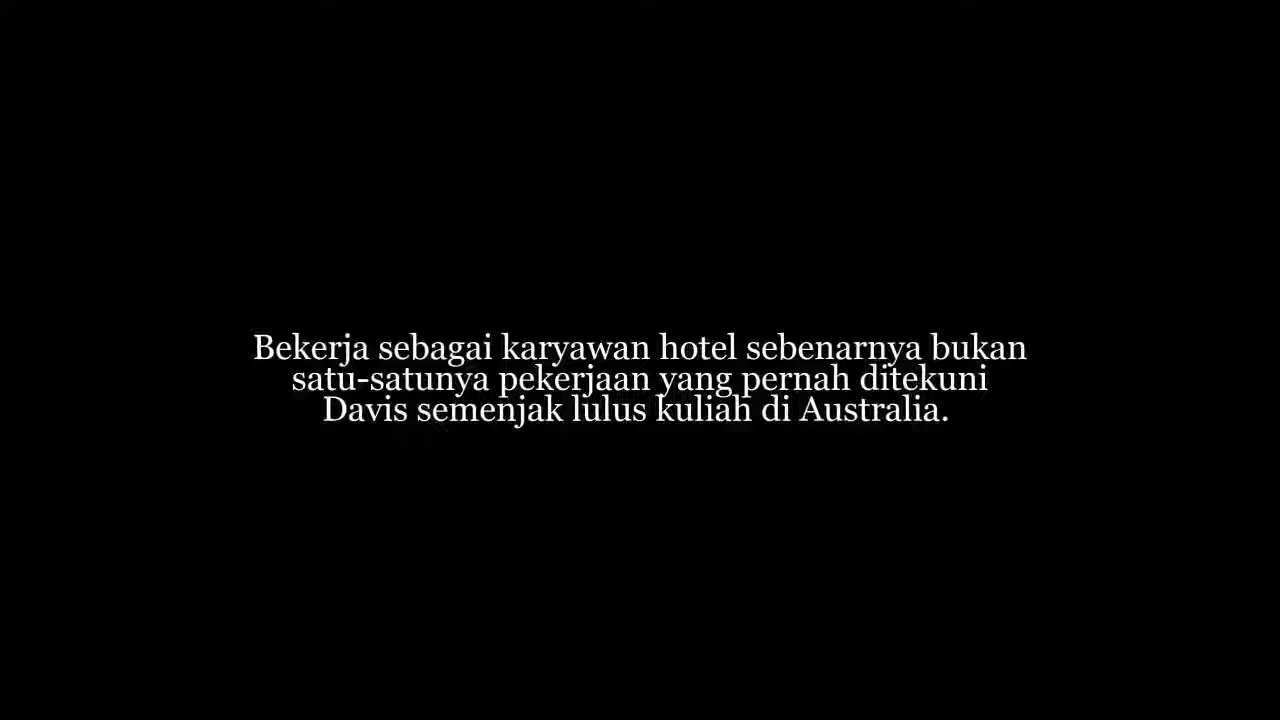 Bekerja sebagai karyawan hotel sebenarnya bukan
satu-satunya pekerjaan yang pernah ditekuni
Davis semenjak lulus kuliah di Australia.